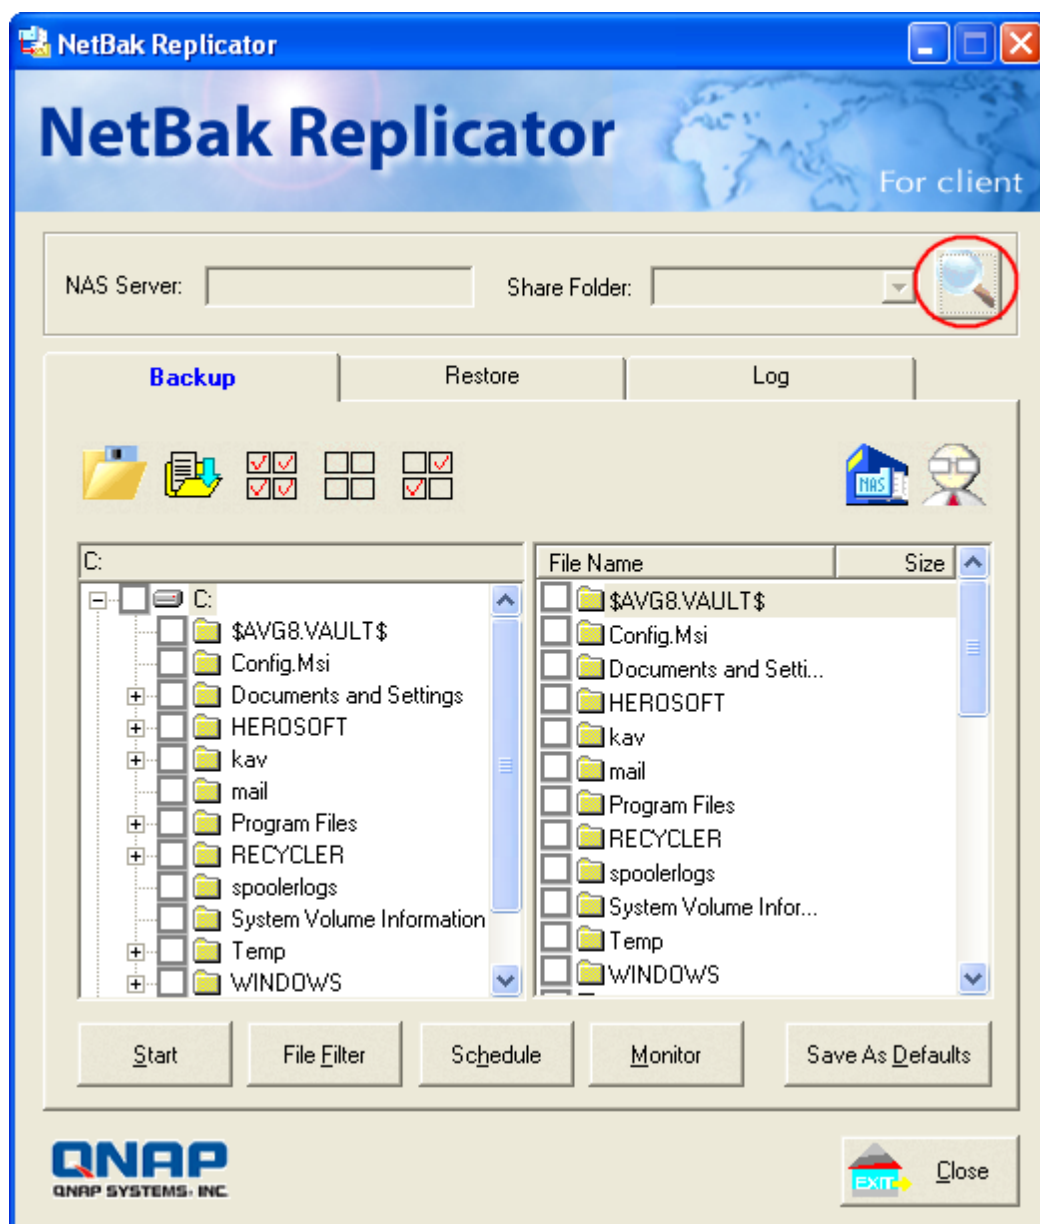 NetBak Replicator
NetBak Replicator
For client
NAS Server:
Share Folder:
Backup
Restore
Log
NAS
C:
C:
$AVG8.VAULT$
Config.Msi
Documents and Settings
HEROSOFT
kav
mail
Program Files
RECYCLER
spoolerlogs
System Volume Information
Temp
WINDOWS
File Name
Size
$AVG8.VAULT$
Config.Msi
Documents and Setti...
HEROSOFT
kav
mail
Program Files
RECYCLER
spoolerlogs
System Volume Infor...
Temp
WINDOWS
Start
File Filter
Schedule
Monitor
Save As Defaults
QNAP
QNAP SYSTEMS, INC
EXIT
Close